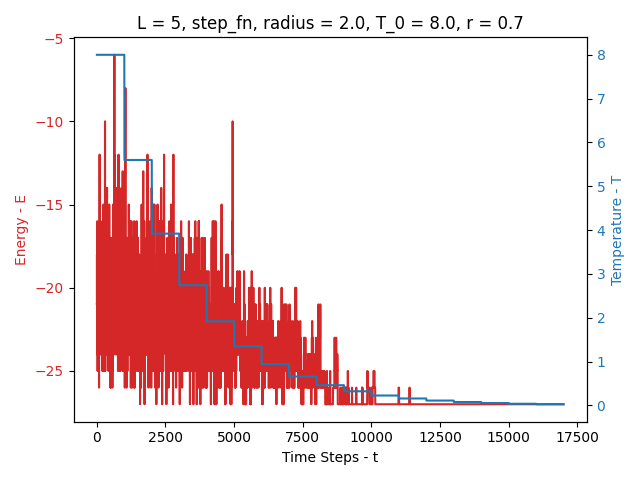 L = 5, step_fn, radius = 2.0, T_0 = 8.0, r = 0.7
−5
−10
−15
−20
−25
Energy - E
8
7
6
5
4
3
2
1
0
Temperature - T
0 2500 5000 7500 10000 12500 15000 17500
Time Steps - t